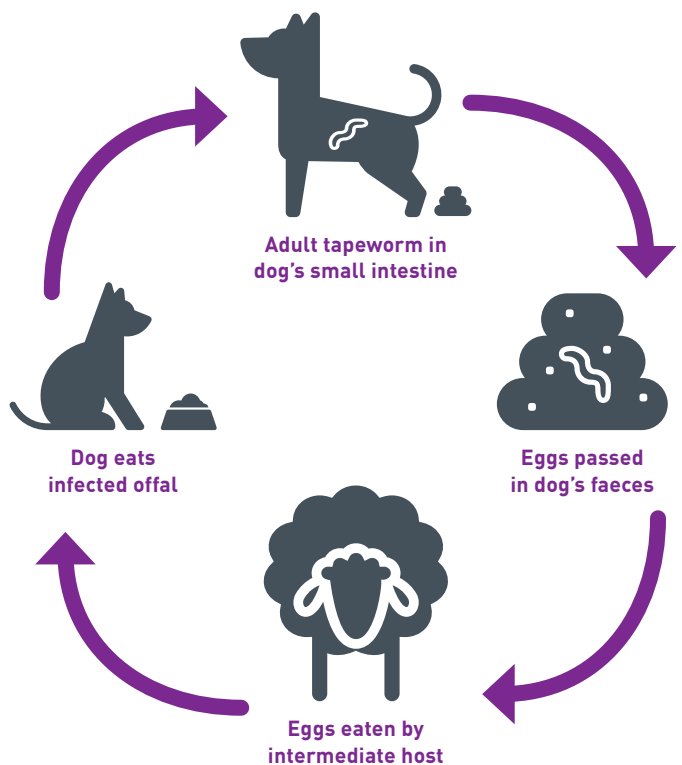 Adult tapeworm in
dog's small intestine
Eggs passed
in dog's faeces
Eggs eaten by
intermediate host
Dog eats
infected offal